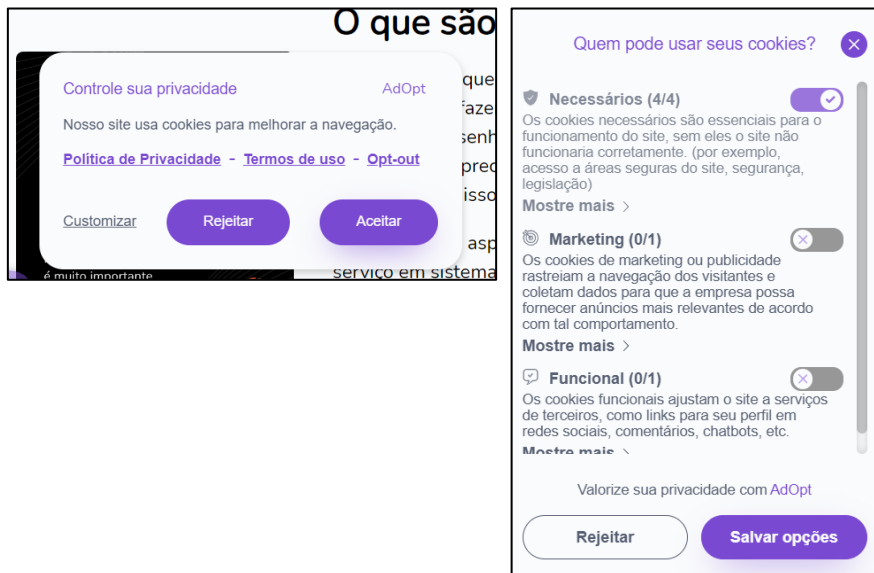 O que são
que
faze
senh
prec
isso
asp
serviço em sistema
é muito importante
Controle sua privacidade AdOpt
Nosso site usa cookies para melhorar a navegação.
Política de Privacidade - Termos de uso - Opt-out
Customizar Rejeitar Aceitar
Quem pode usar seus cookies?
Necessários (4/4)
Os cookies necessários são essenciais para o
funcionamento do site, sem eles o site não
funcionaria corretamente. (por exemplo,
acesso a áreas seguras do site, segurança,
legislação)
Mostre mais >
Marketing (0/1)
Os cookies de marketing ou publicidade
rastreiam a navegação dos visitantes e
coletam dados para que a empresa possa
fornecer anúncios mais relevantes de acordo
com tal comportamento.
Mostre mais >
Funcional (0/1)
Os cookies funcionais ajustam o site a serviços
de terceiros, como links para seu perfil em
redes sociais, comentários, chatbots, etc.
Mostre mais >
Valorize sua privacidade com AdOpt
Rejeitar Salvar opções